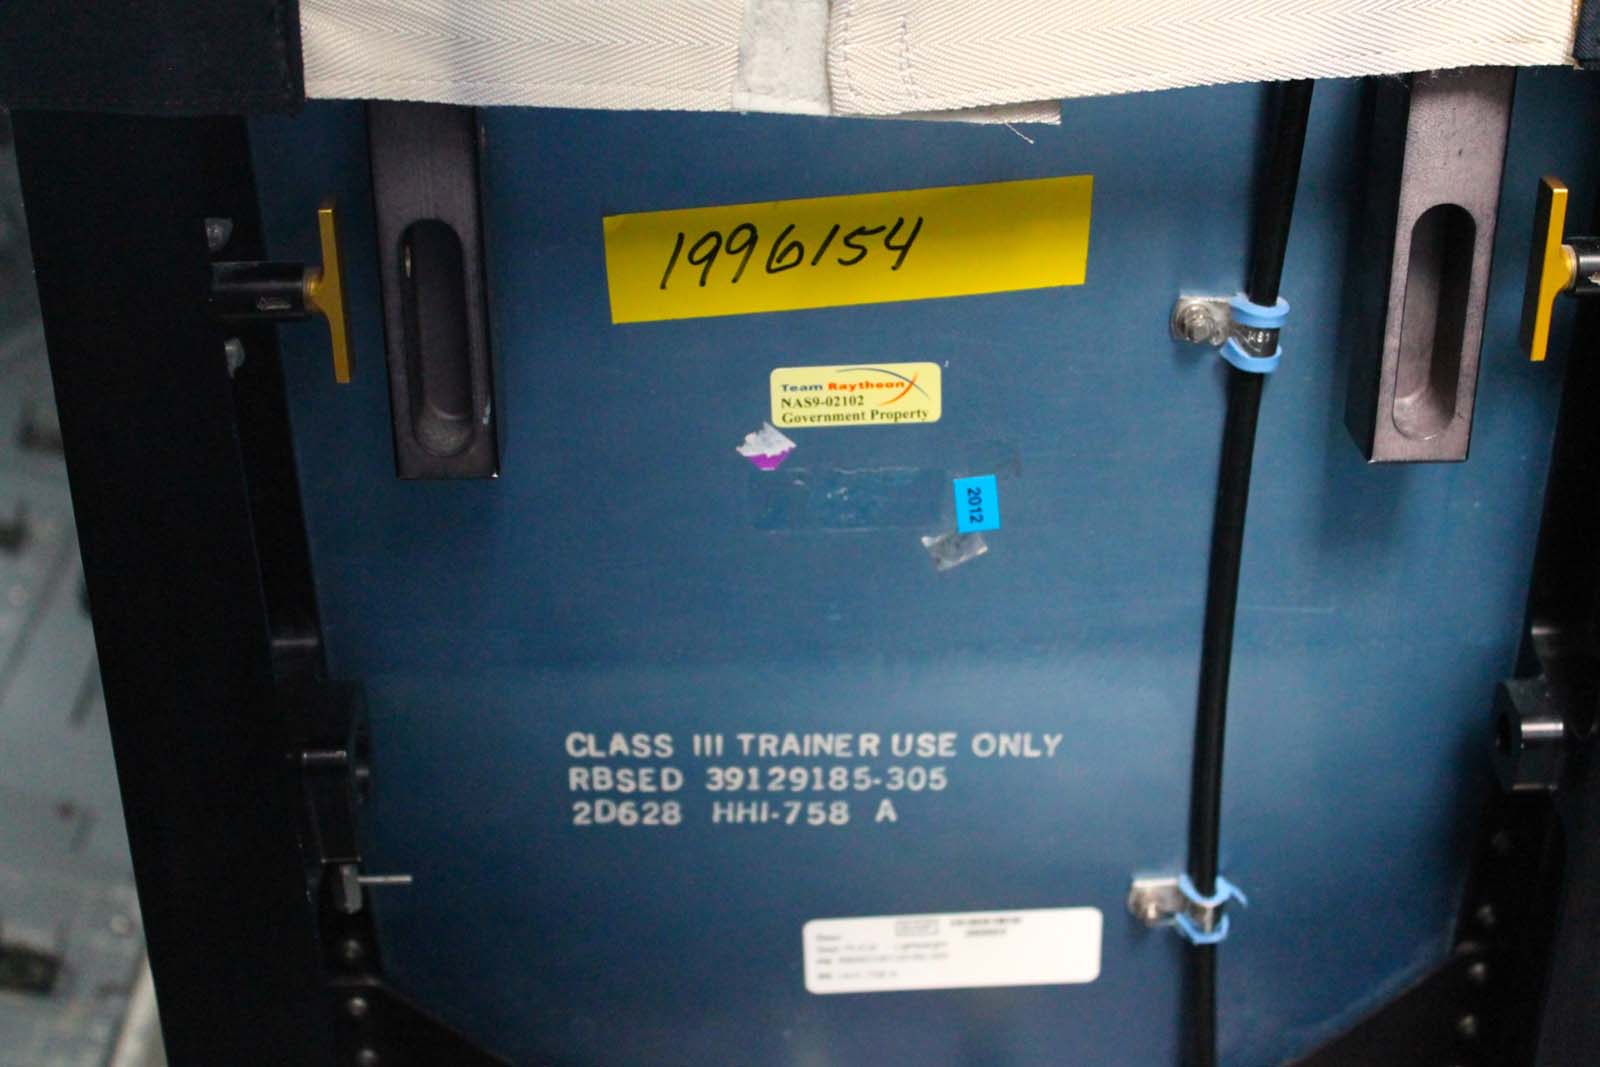 1996154
Team Raytheon
NAS9-02102
Government Property
2012
CLASS III TRAINER USE ONLY
RBSED 39129185-305
2D628 HHI-758 A